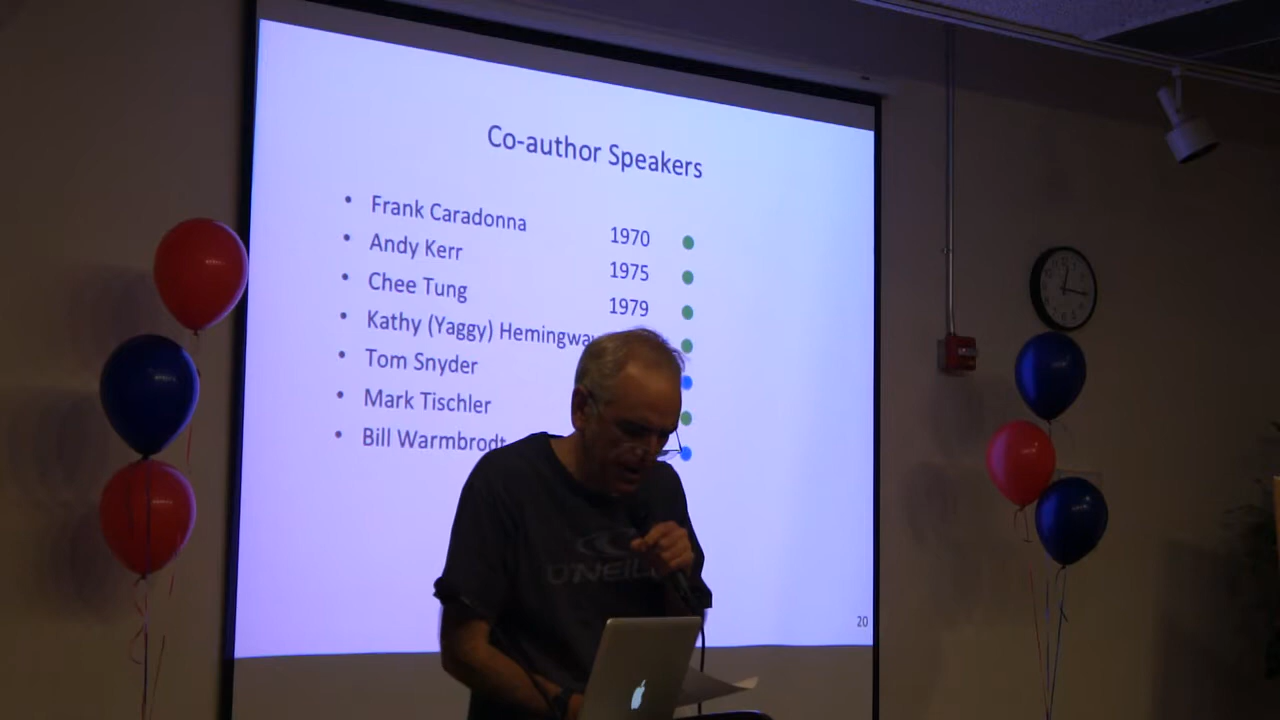 Co-author Speakers
• Frank Caradonna 1970
• Andy Kerr 1975
• Chee Tung 1979
• Kathy (Yaggy) Hemingway
• Tom Snyder
• Mark Tischler
• Bill Warmbrodt
O'NEILL
20